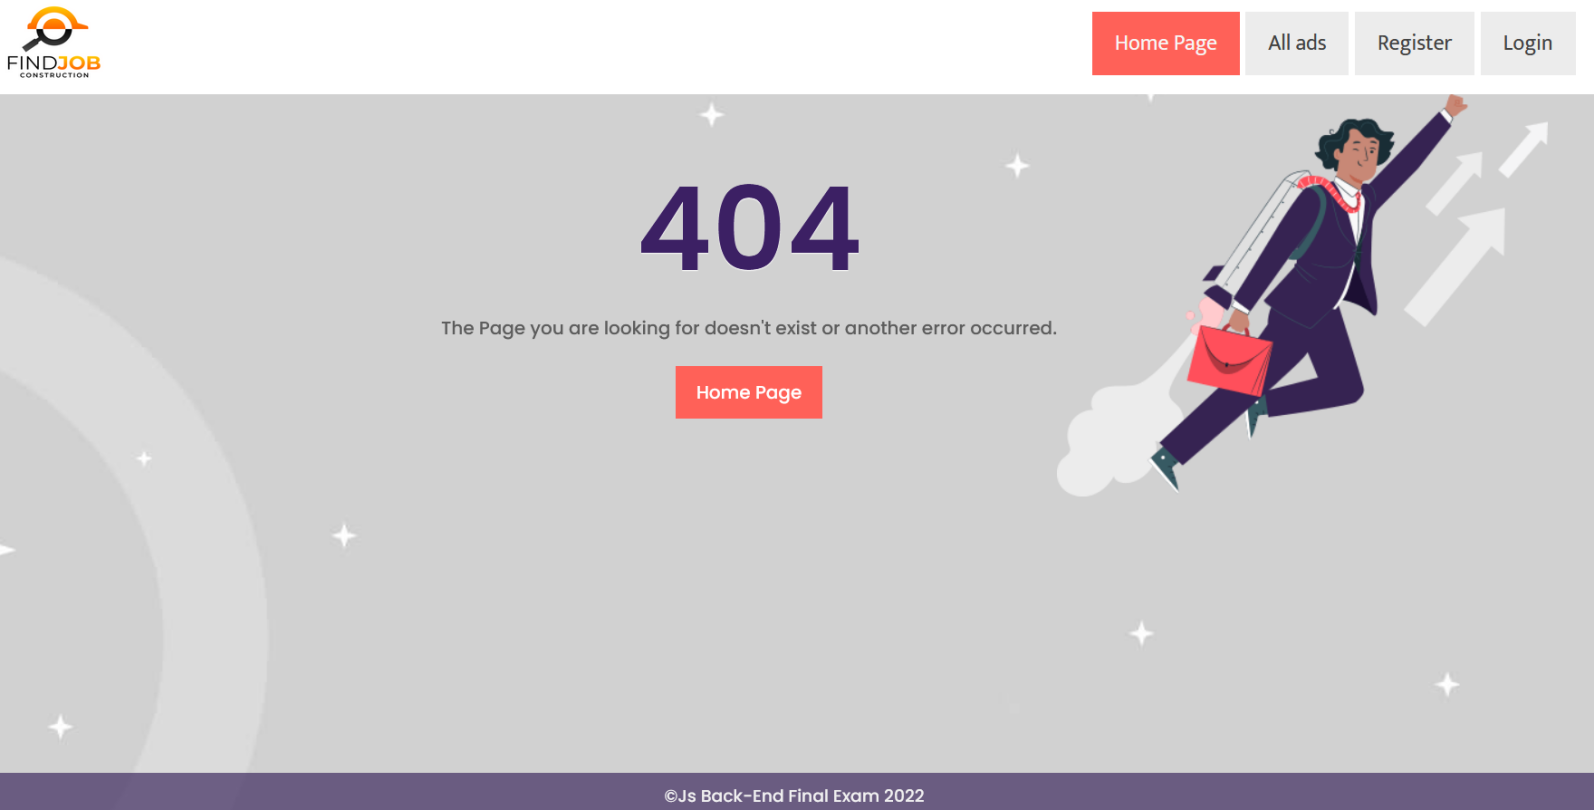 FINDJOB
CONSTRUCTION
Home Page
All ads
Register
Login
404
The Page you are looking for doesn't exist or another error occurred.
Home Page
©Js Back-End Final Exam 2022